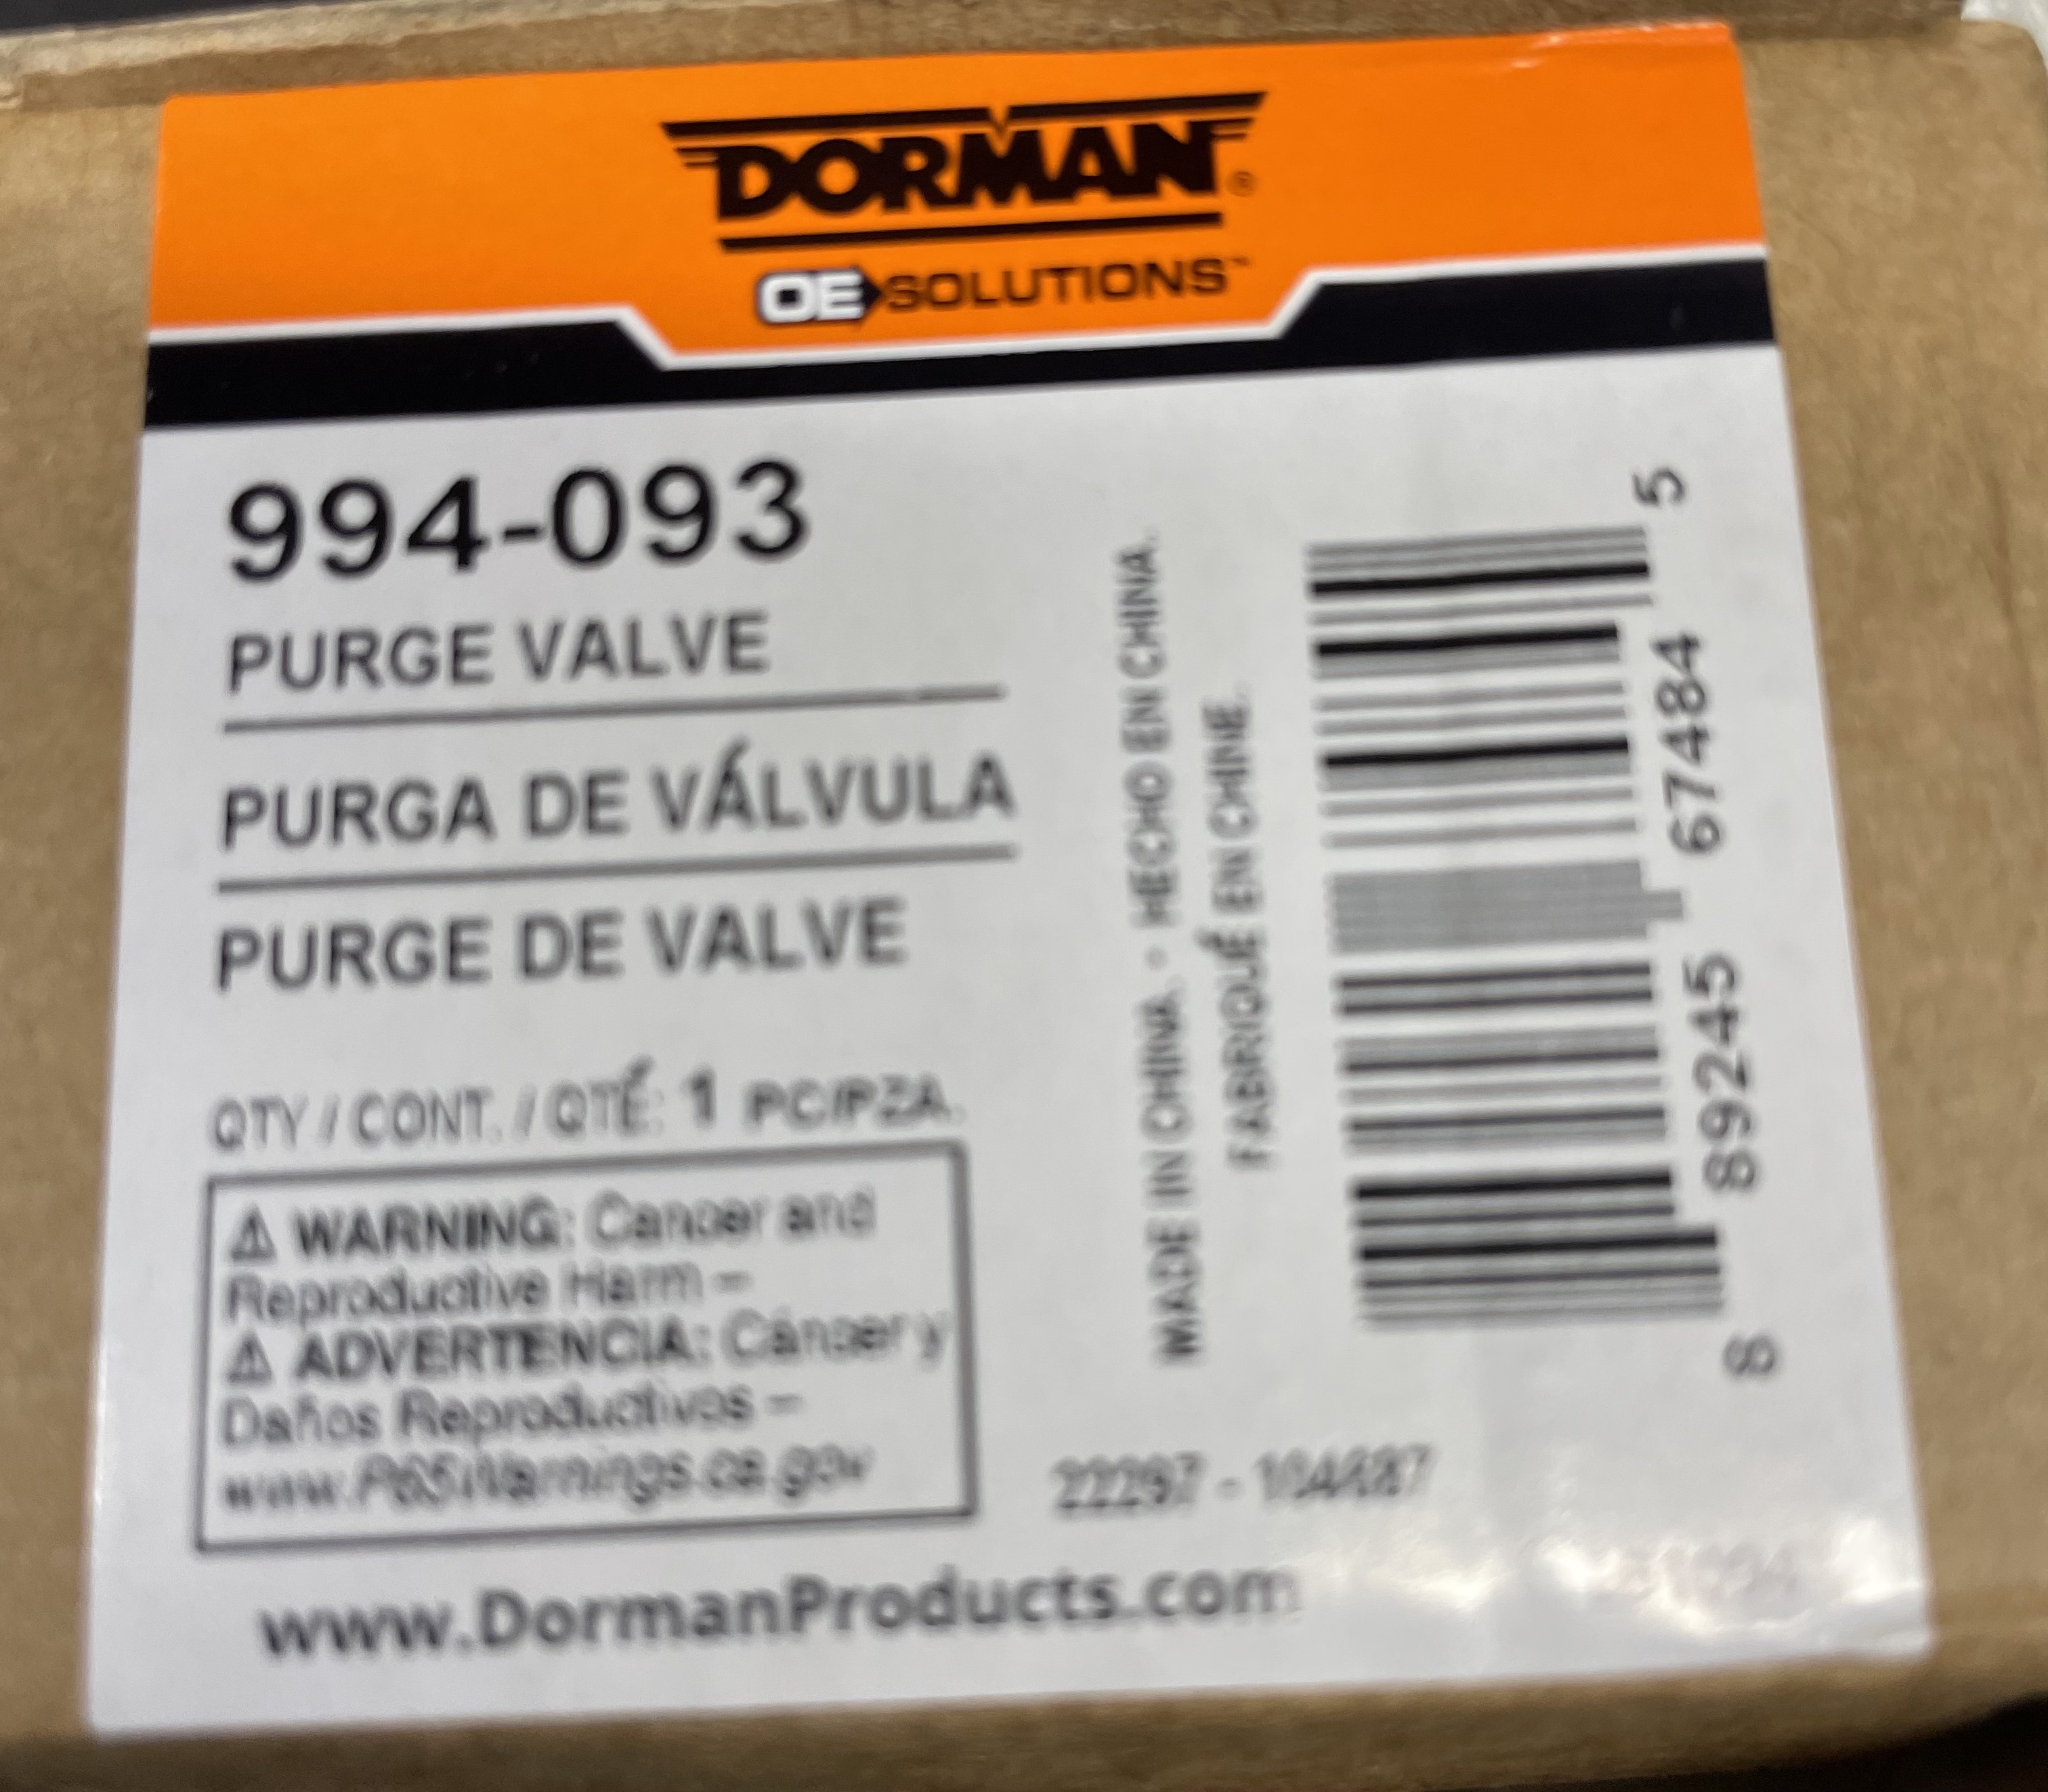 DORMAN®
OE SOLUTIONS™
994-093
PURGE VALVE
PURGA DE VÁLVULA
PURGE DE VALVE
QTY / CONT. / QTÉ: 1 PC/PZA.
⚠ WARNING: Cancer and
Reproductive Harm –
⚠ ADVERTENCIA: Cáncer y
Daños Reproductivos –
www.P65Warnings.ca.gov
www.DormanProducts.com
MADE IN CHINA. - HECHO EN CHINA.
FABRIQUÉ EN CHINE.
8 89245 67484 5